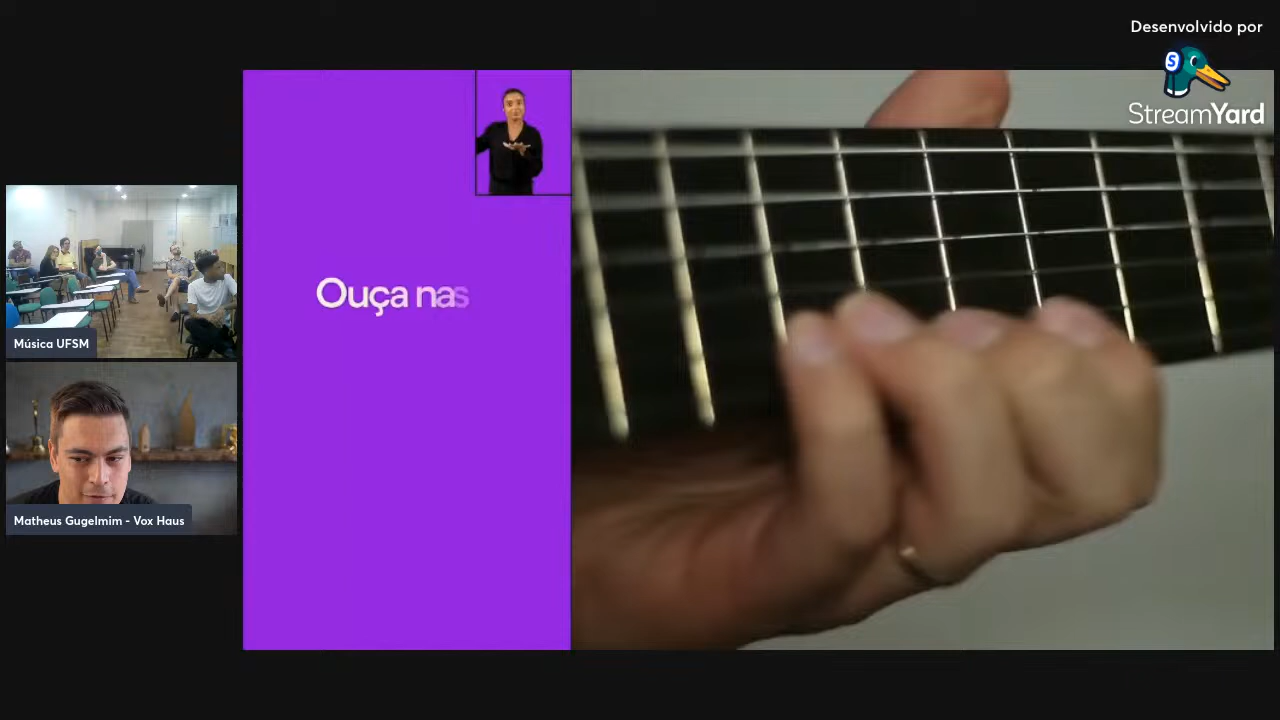 Desenvolvido por
S
StreamYard
Ouça nas
Música UFSM
Matheus Gugelmim - Vox Haus